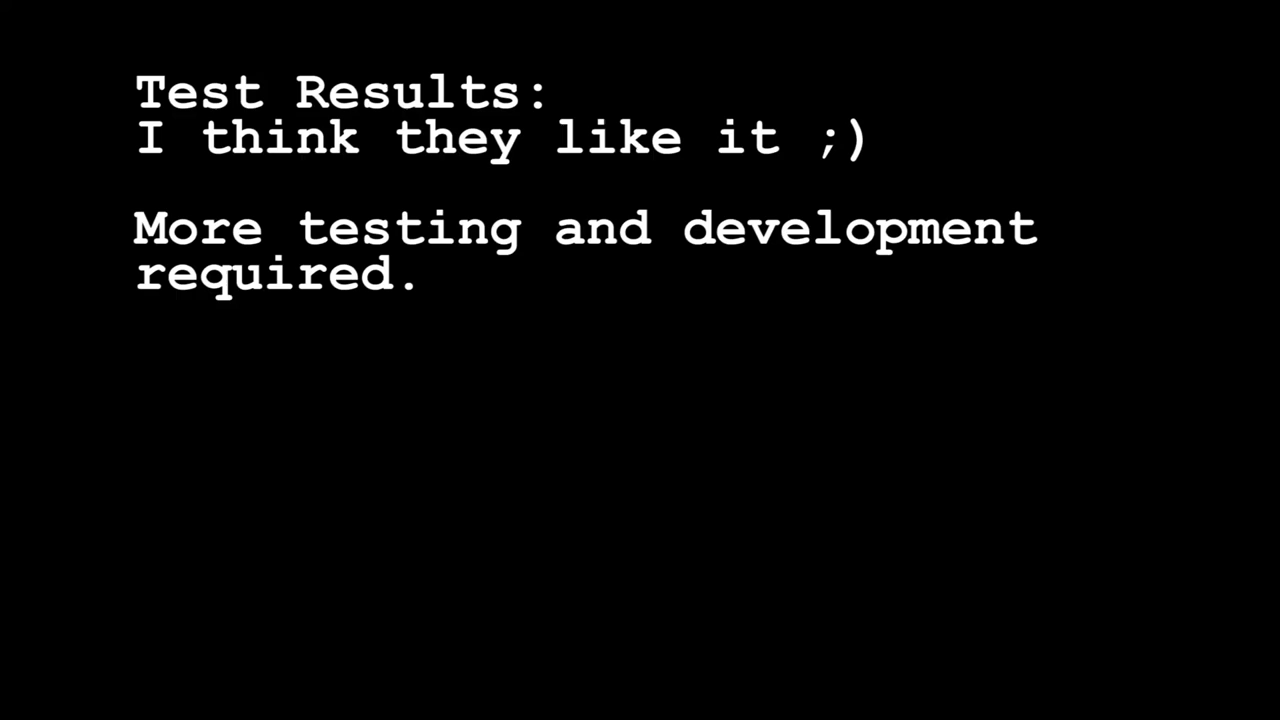 Test Results:
I think they like it ;)
More testing and development
required.